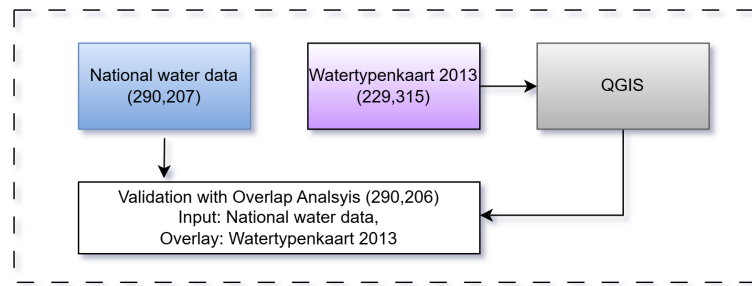 National water data
(290,207)
Watertypenkaart 2013
(229,315)
QGIS
Validation with Overlap Analsyis (290,206)
Input: National water data,
Overlay: Watertypenkaart 2013